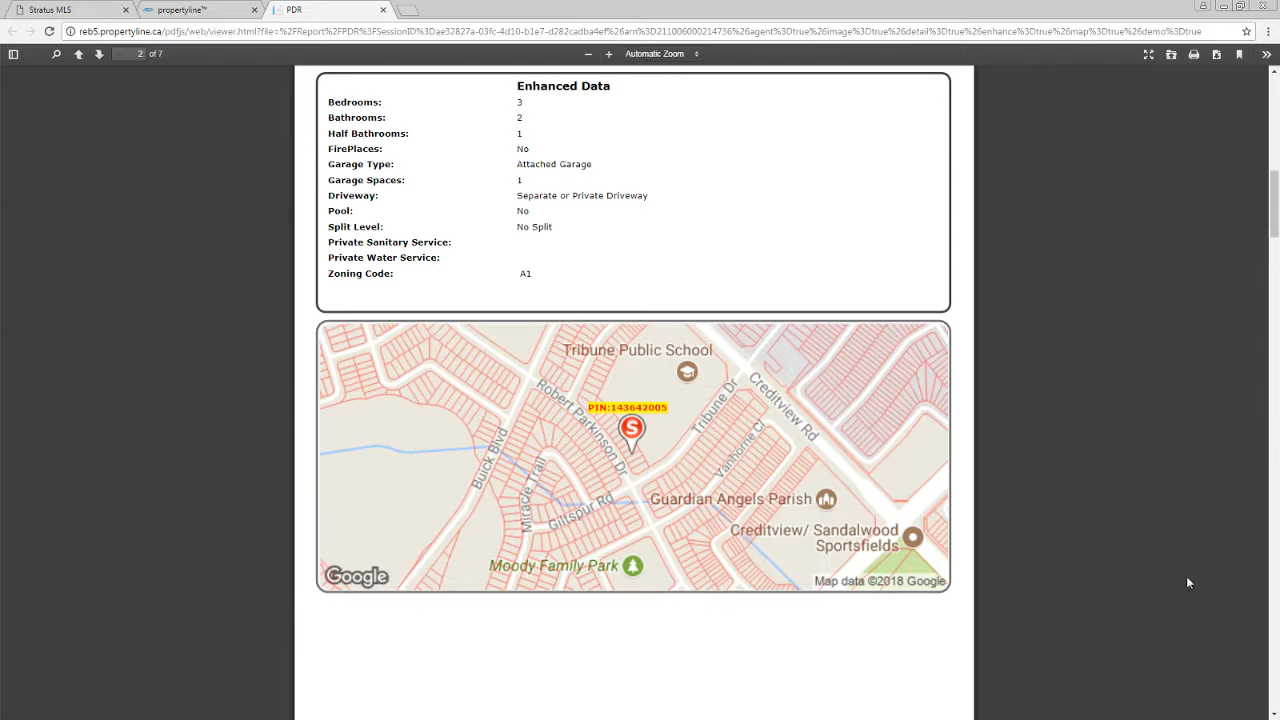 Stratus MLS
propertyline™
PDR
reb5.propertyline.ca/pdfjs/web/viewer.html?file=%2FReport%2FPDR%3FSessionID%3Dae32827a-03fc-4d10-b1e7-d282cadba4ef%26arn%3D211006000214736%26agent%3Dtrue%26image%3Dtrue%26detail%3Dtrue%26enhance%3Dtrue%26map%3Dtrue%26demo%3Dtrue
2 of 7
Automatic Zoom
Enhanced Data
Bedrooms: 3
Bathrooms: 2
Half Bathrooms: 1
FirePlaces: No
Garage Type: Attached Garage
Garage Spaces: 1
Driveway: Separate or Private Driveway
Pool: No
Split Level: No Split
Private Sanitary Service:
Private Water Service:
Zoning Code: A1
Tribune Public School
Robert Parkinson Dr
PIN:143642005
S
Tribune Dr
Creditview Rd
Buick Blvd
Miracle Trail
Vanhorne Cl
Giltspur Rd
Guardian Angels Parish
Creditview/ Sandalwood
Sportsfields
Moody Family Park
Google
Map data ©2018 Google